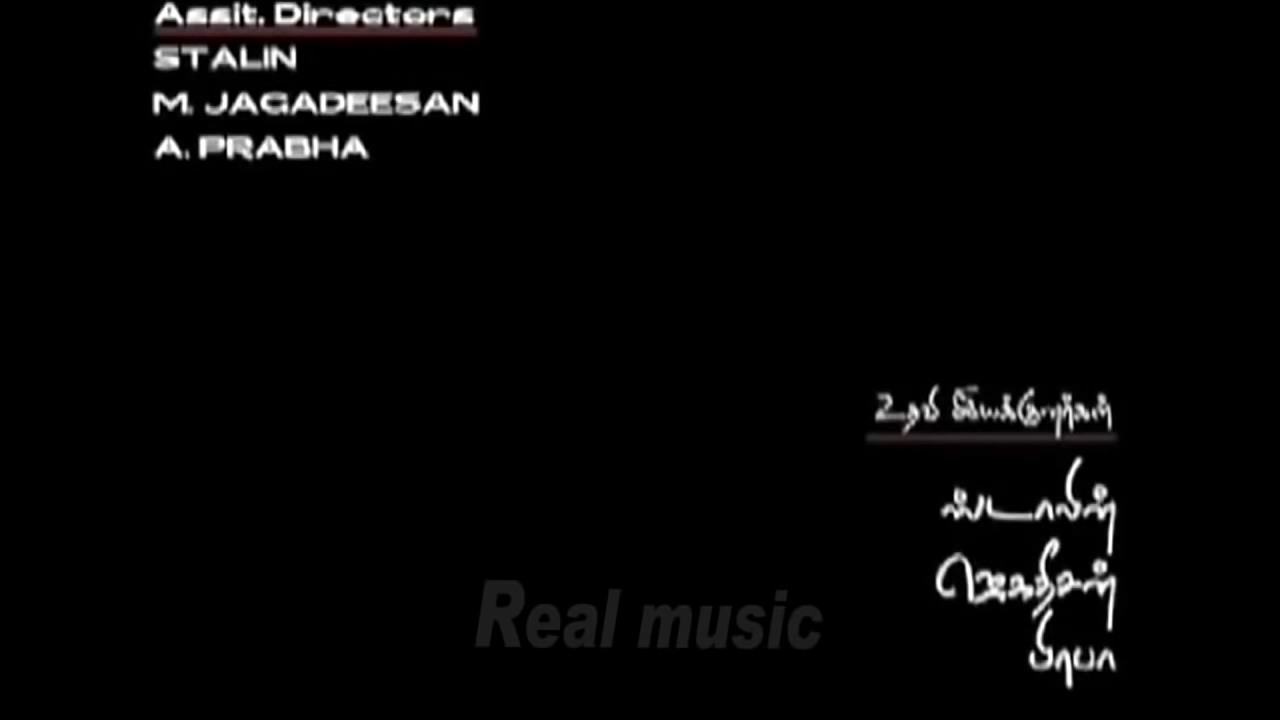 Assit. Directors
STALIN
M. JAGADEESAN
A. PRABHA
உதவி இயக்குநர்கள்
ஸ்டாலின்
ஜெகதீசன்
பிரபா
Real music